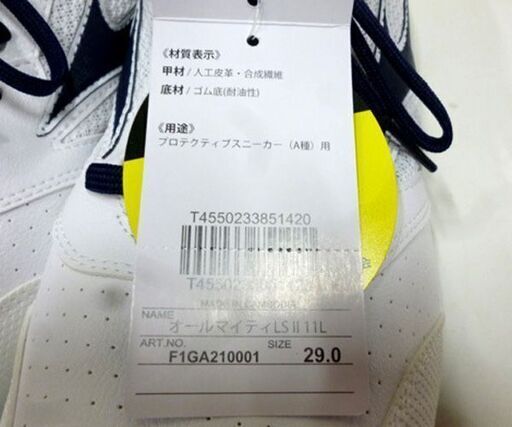 《材質表示》
甲材 / 人工皮革・合成繊維
底材 / ゴム底(耐油性)
《用途》
プロテクティブスニーカー（A種）用
T4550233851420
MADE IN CAMBODIA
NAME オールマイティLSⅡ11L
ART.NO. F1GA210001 SIZE 29.0